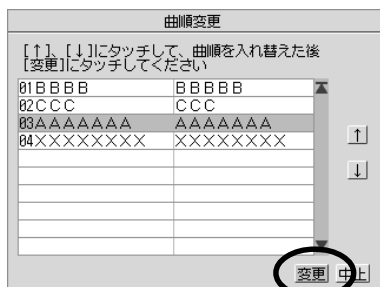 曲順変更
[↑]、[↓]にタッチして、曲順を入れ替えた後
[変更]にタッチしてください
01BBBB BBBBB
02CCC CCC
03AAAAAAA AAAAAAA
04XXXXXXXX XXXXXXXX
↑
↓
変更 中止